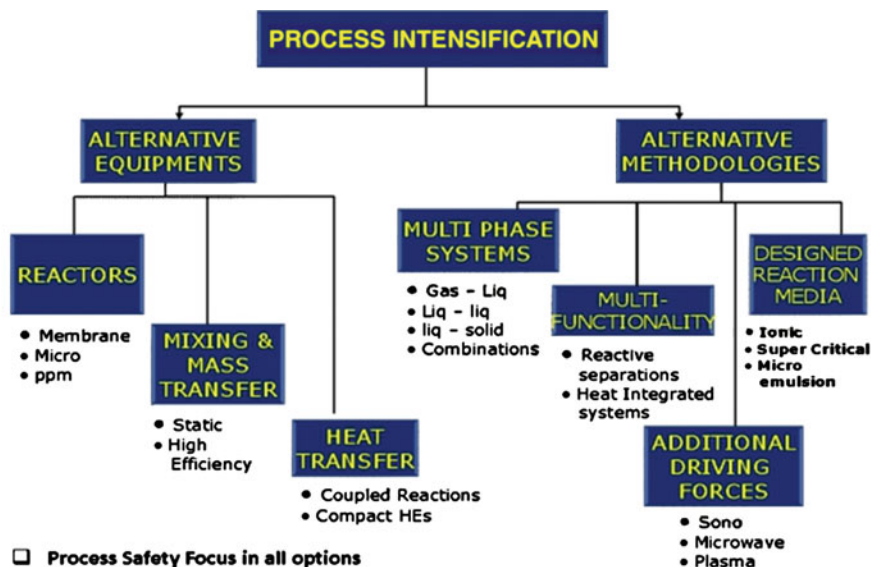 PROCESS INTENSIFICATION
ALTERNATIVE
EQUIPMENTS
REACTORS
• Membrane
• Micro
• ppm
MIXING &
MASS
TRANSFER
• Static
• High
Efficiency
HEAT
TRANSFER
• Coupled Reactions
• Compact HEs
ALTERNATIVE
METHODOLOGIES
MULTI PHASE
SYSTEMS
• Gas – Liq
• Liq – liq
• liq – solid
• Combinations
MULTI-
FUNCTIONALITY
• Reactive
separations
• Heat Integrated
systems
ADDITIONAL
DRIVING
FORCES
• Sono
• Microwave
• Plasma
DESIGNED
REACTION
MEDIA
• Ionic
• Super Critical
• Micro
emulsion
❑ Process Safety Focus in all options